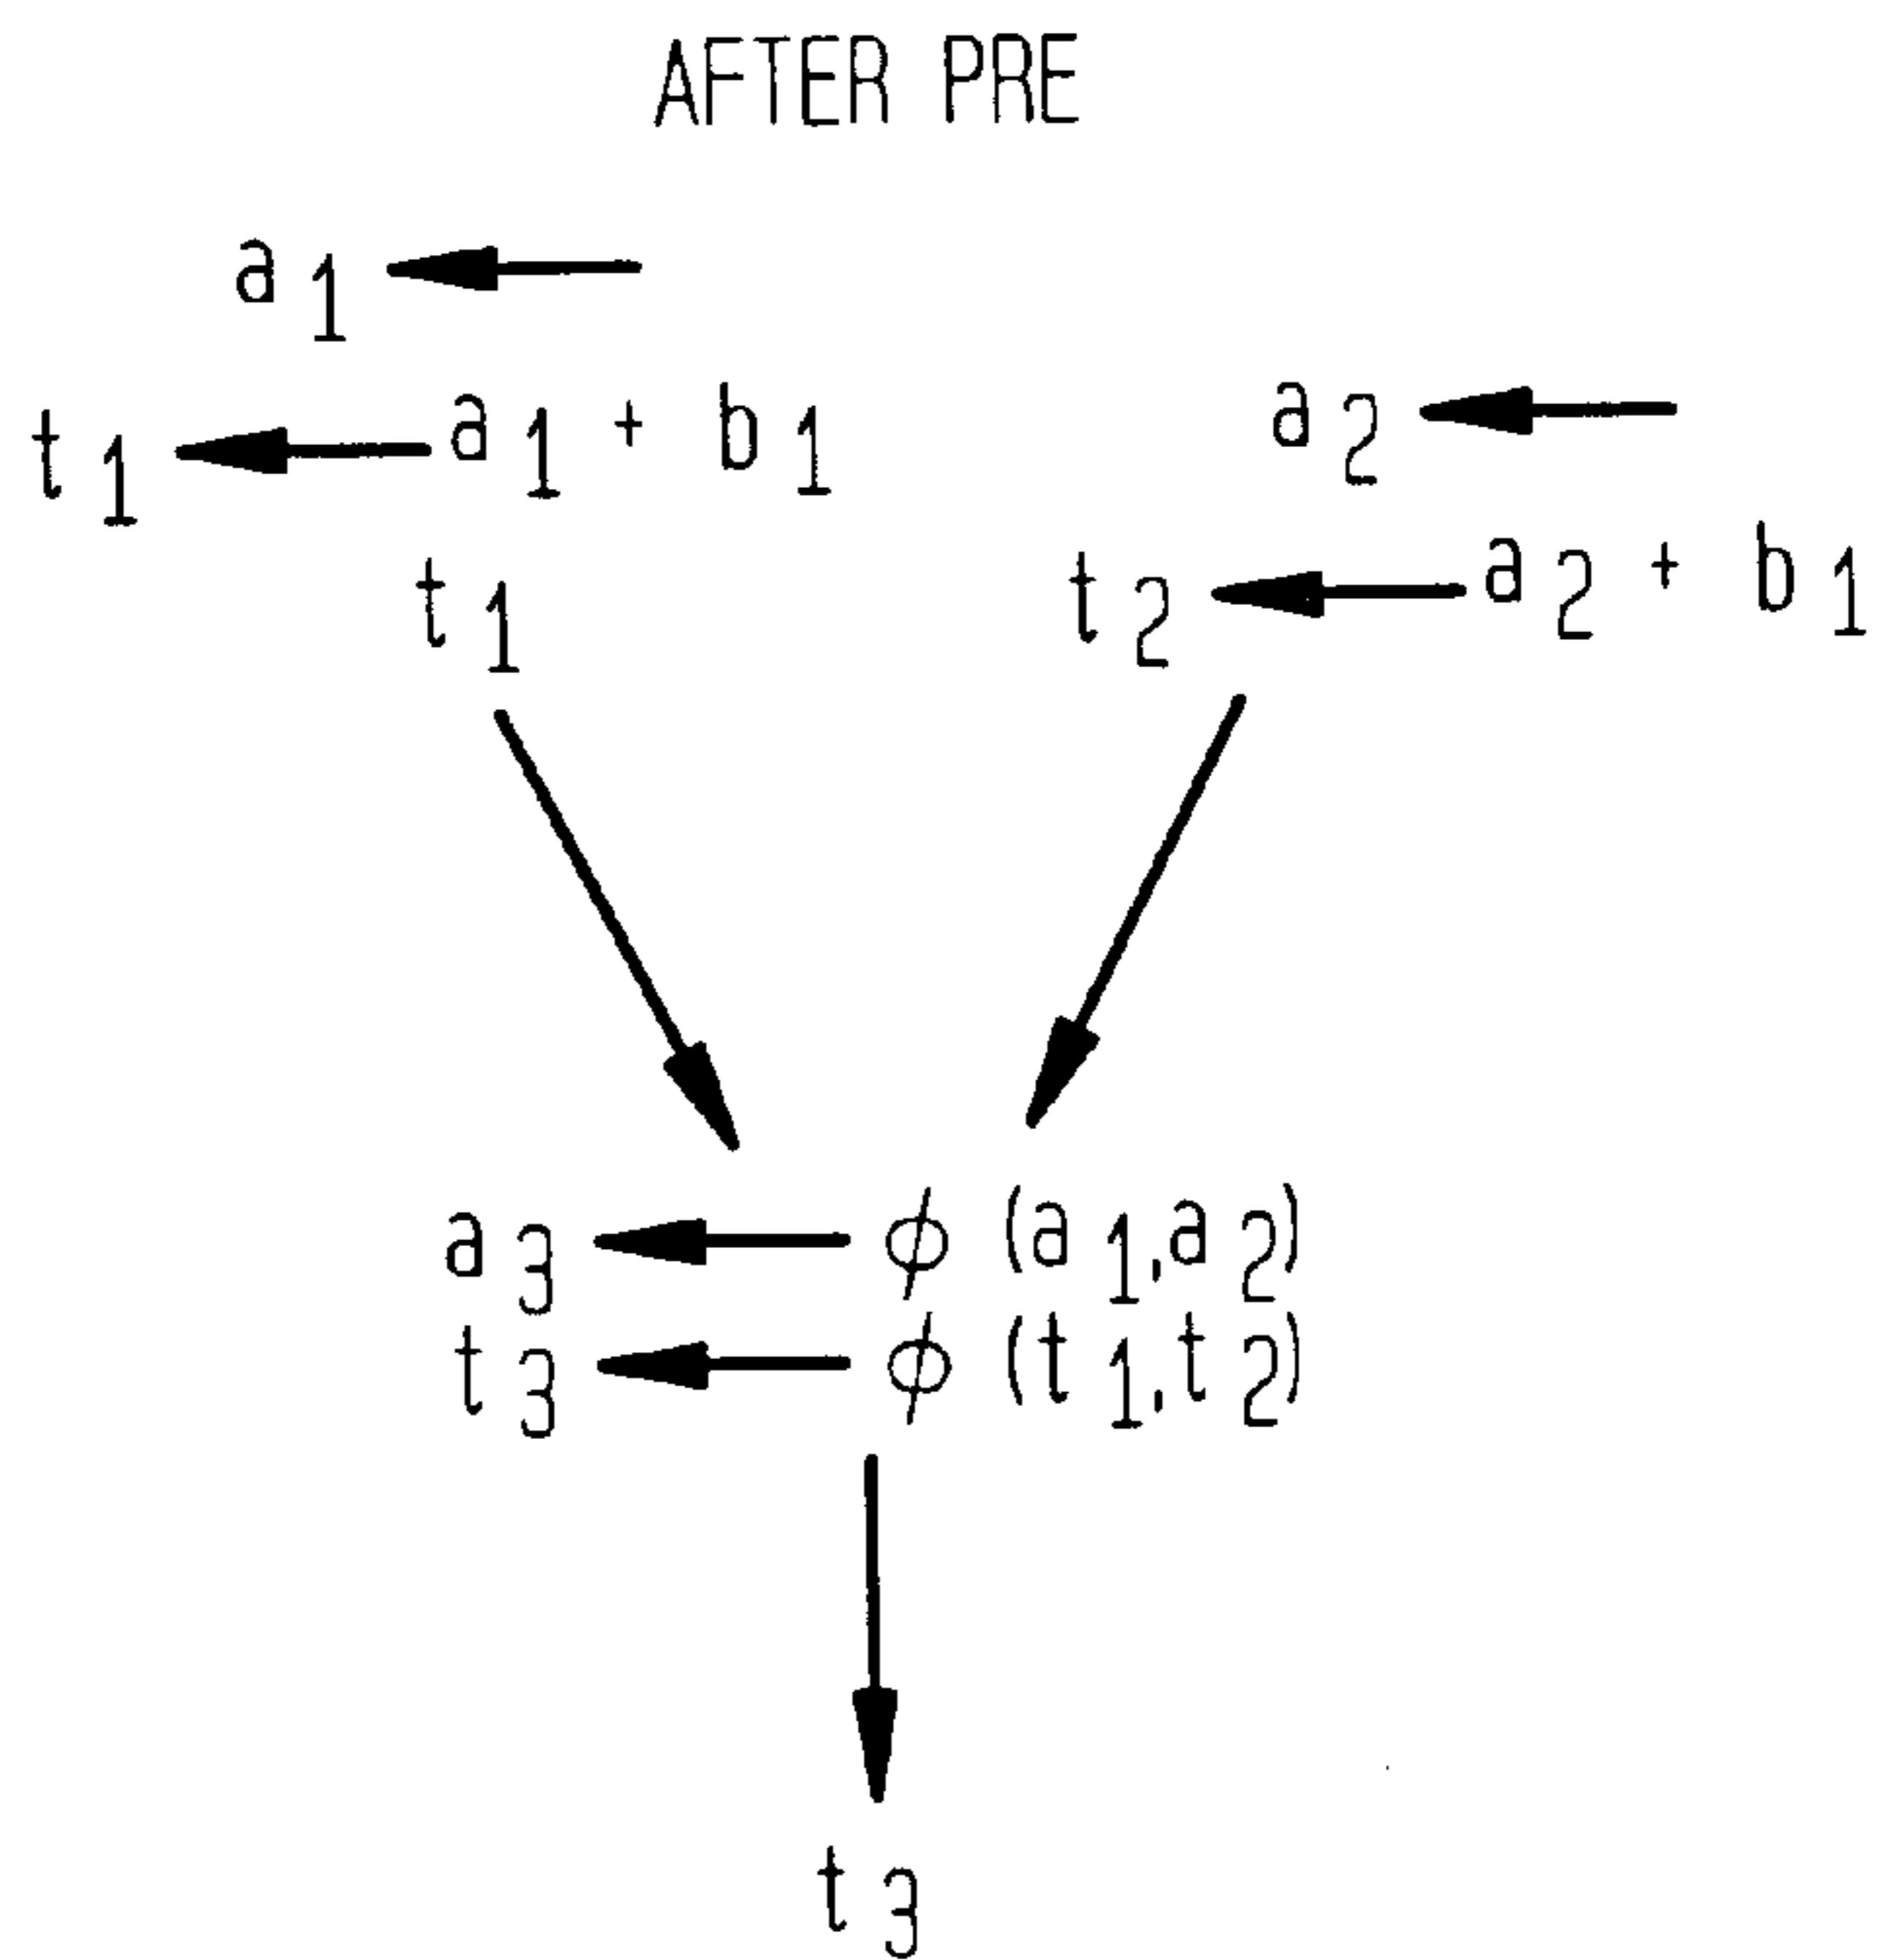 AFTER PRE
a₁ ←
t₁ ← a₁ + b₁
t₁
a₂ ←
t₂ ← a₂ + b₁
a₃ ← ϕ (a₁,a₂)
t₃ ← ϕ (t₁,t₂)
t₃